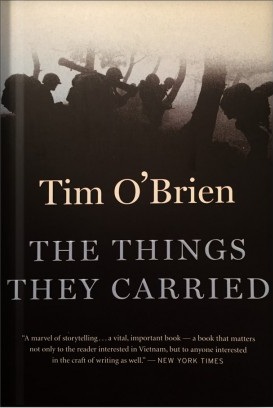 Tim O'Brien
THE THINGS
THEY CARRIED
"A marvel of storytelling . . . a vital, important book — a book that matters
not only to the reader interested in Vietnam, but to anyone interested
in the craft of writing as well." — NEW YORK TIMES